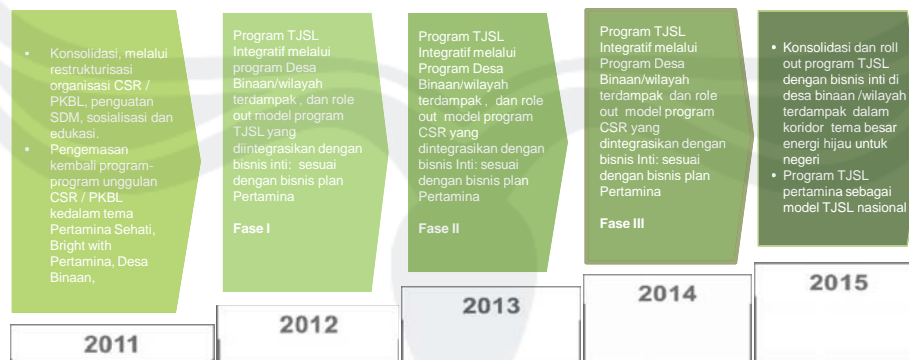 • Konsolidasi, melalui
restrukturisasi
organisasi CSR /
PKBL, penguatan
SDM, sosialisasi dan
edukasi.
• Pengemasan
kembali program-
program unggulan
CSR / PKBL
kedalam tema
Pertamina Sehati,
Bright with
Pertamina, Desa
Binaan,
2011
Program TJSL
Integratif melalui
program Desa
Binaan/wilayah
terdampak , dan role
out model program
TJSL yang
diintegrasikan dengan
bisnis inti: sesuai
dengan bisnis plan
Pertamina
Fase I
2012
Program TJSL
Integratif melalui
Program Desa
Binaan/wilayah
terdampak , dan role
out model program
CSR yang
dintegrasikan dengan
bisnis Inti: sesuai
dengan bisnis plan
Pertamina
Fase II
2013
Program TJSL
Integratif melalui
Program Desa
Binaan/wilayah
terdampak dan role
out model program
CSR yang
dintegrasikan dengan
bisnis Inti: sesuai
dengan bisnis plan
Pertamina
Fase III
2014
• Konsolidasi dan roll
out program TJSL
dengan bisnis inti di
desa binaan /wilayah
terdampak dalam
koridor tema besar
energi hijau untuk
negeri
• Program TJSL
pertamina sebagai
model TJSL nasional
2015